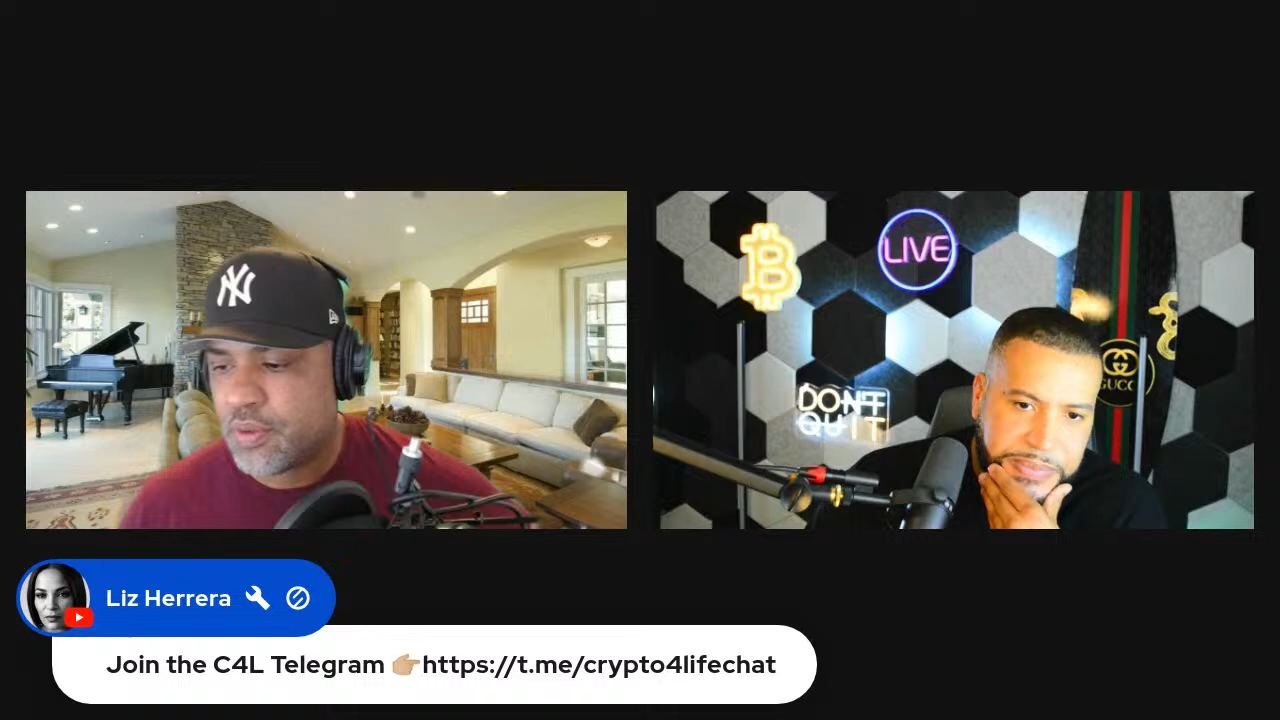 NY
LIVE
DON'T
QUIT
GUCCI
Liz Herrera
Join the C4L Telegram 👉🏼https://t.me/crypto4lifechat